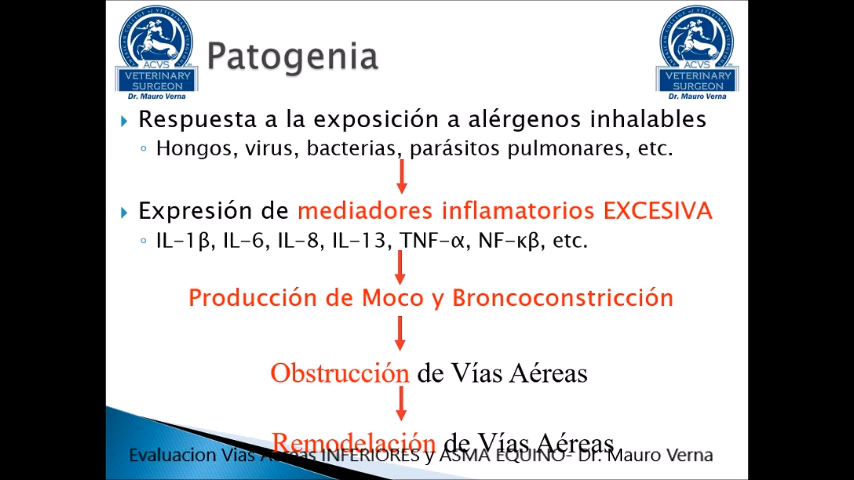 Patogenia
ACVS
VETERINARY
SURGEON
Dr. Mauro Verna
ACVS
VETERINARY
SURGEON
Dr. Mauro Verna
Respuesta a la exposición a alérgenos inhalables
Hongos, virus, bacterias, parásitos pulmonares, etc.
Expresión de mediadores inflamatorios EXCESIVA
IL-1β, IL-6, IL-8, IL-13, TNF-α, NF-κβ, etc.
Producción de Moco y Broncoconstricción
Obstrucción de Vías Aéreas
Remodelación de Vías Aéreas
Evaluacion Vias Aereas INFERIORES y ASMA EQUINO- Dr. Mauro Verna